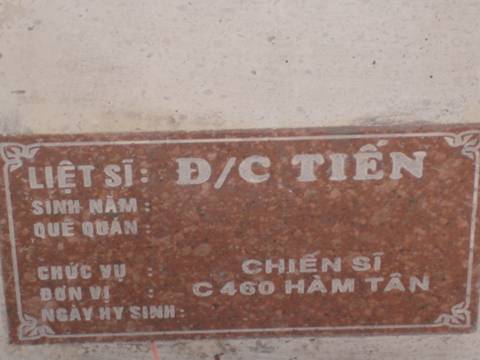 LIỆT SĨ: Đ/C TIẾN
SINH NĂM:
QUÊ QUÁN:
CHỨC VỤ : CHIẾN SĨ
ĐƠN VỊ : C 460 HÀM TÂN
NGÀY HY SINH: